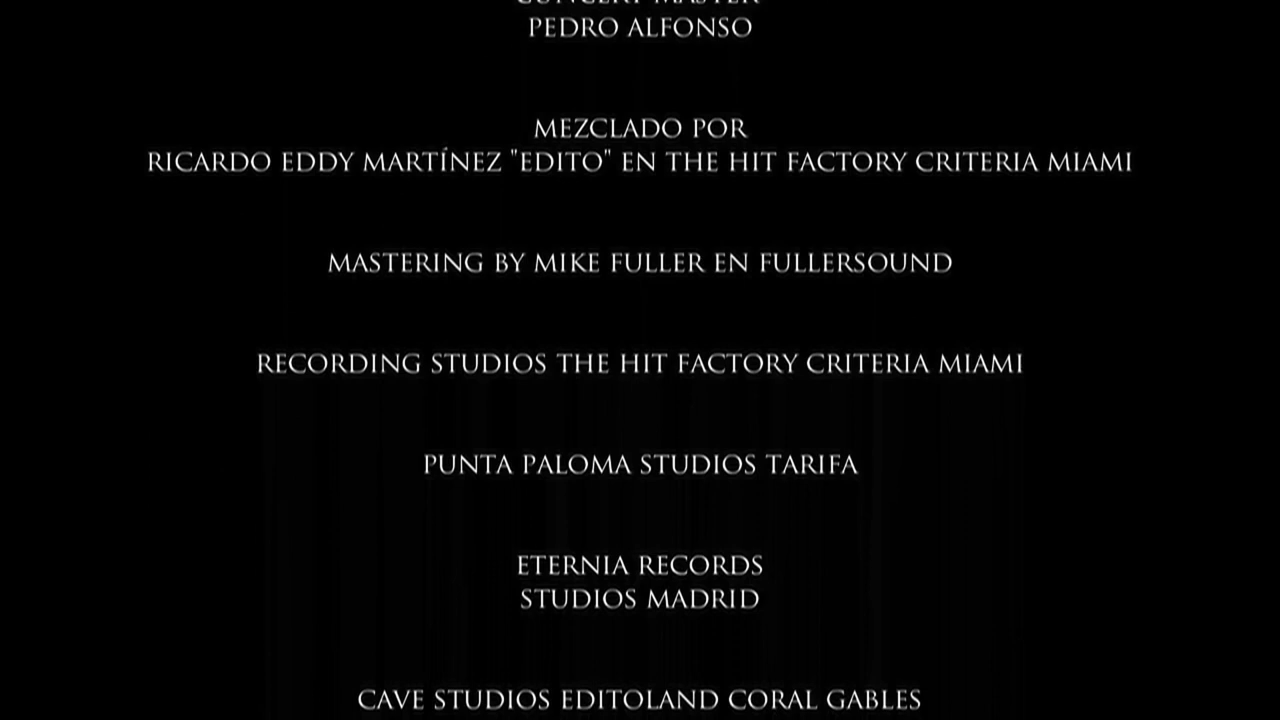 CONCERT MASTER
PEDRO ALFONSO
MEZCLADO POR
RICARDO EDDY MARTÍNEZ "EDITO" EN THE HIT FACTORY CRITERIA MIAMI
MASTERING BY MIKE FULLER EN FULLERSOUND
RECORDING STUDIOS THE HIT FACTORY CRITERIA MIAMI
PUNTA PALOMA STUDIOS TARIFA
ETERNIA RECORDS
STUDIOS MADRID
CAVE STUDIOS EDITOLAND CORAL GABLES